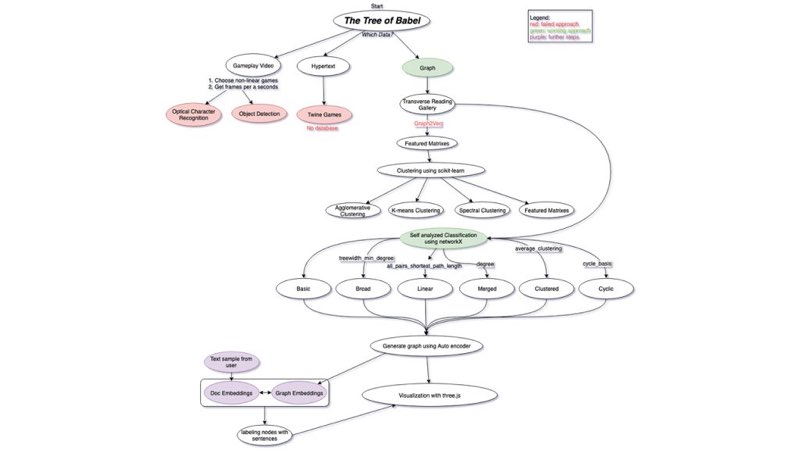 Start
The Tree of Babel
Which Data?
Legend:
red: failed approach
green: working approach
purple: further steps
Gameplay Video
Hypertext
Graph
1. Choose non-linear games
2. Get frames per a seconds
Optical Character
Recognition
Object Detection
Twine Games
No database
Transverse Reading
Gallery
Graph2Vec
Featured Matrixes
Clustering using scikit-learn
Agglomerative
Clustering
K-means Clustering
Spectral Clustering
Featured Matrixes
Self analyzed Classification
using networkX
treewidth_min_degree
all_pairs_shortest_path_length
degree
average_clustering
cycle_basis
Basic
Broad
Linear
Merged
Clustered
Cyclic
Generate graph using Auto encoder
Text sample from
user
Doc Embeddings
Graph Embeddings
Visualization with three.js
labeling nodes with
sentences